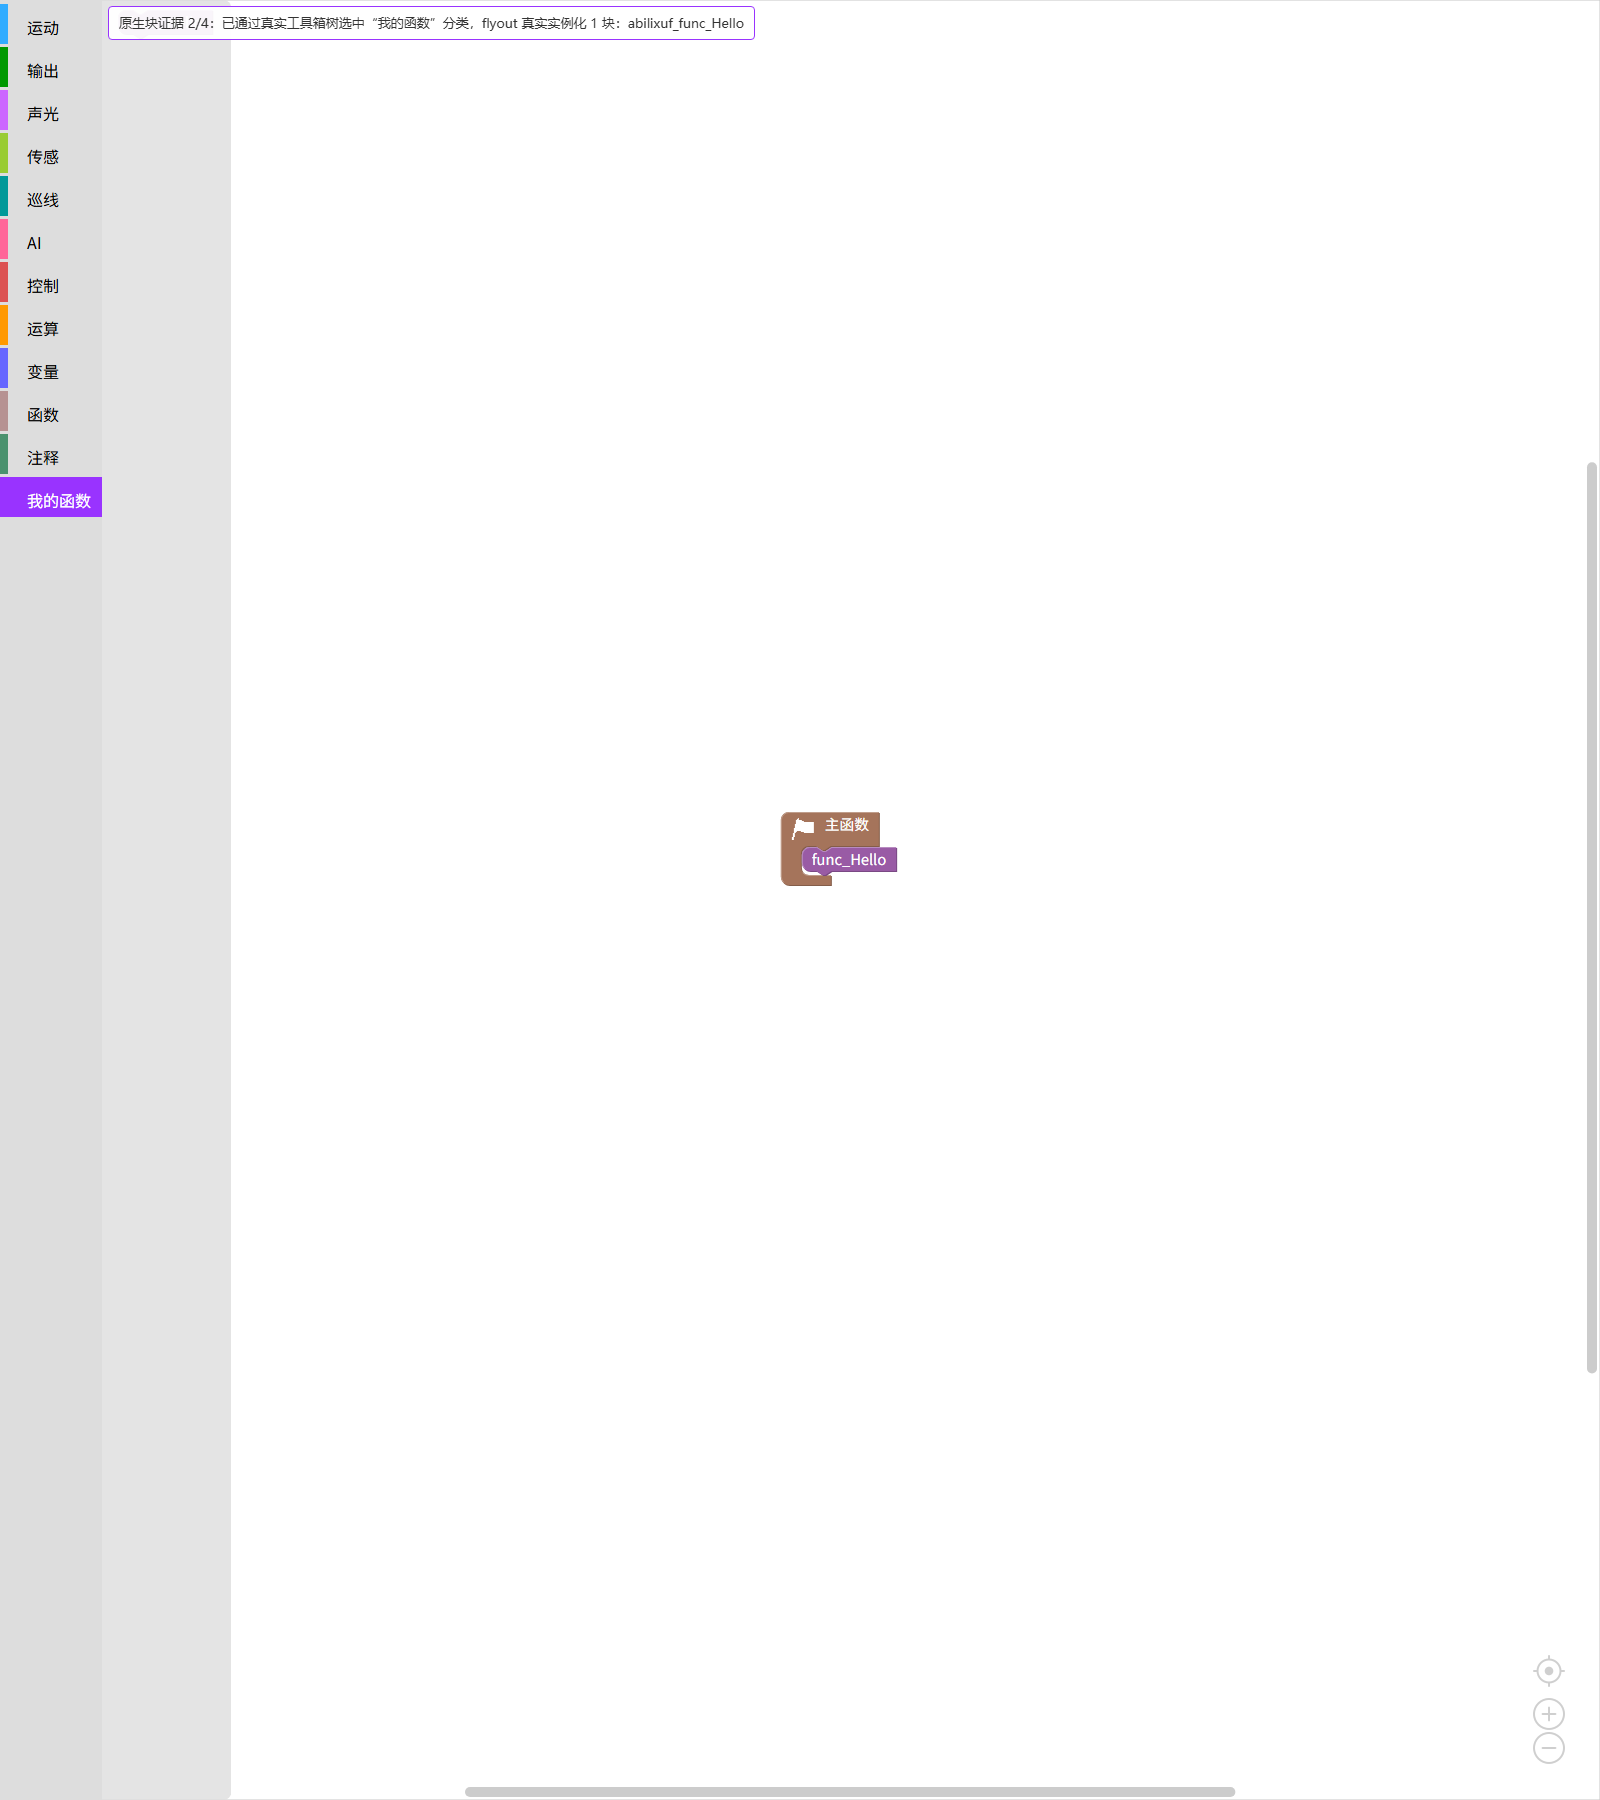 原生块证据 2/4：已通过真实工具箱树选中“我的函数”分类，flyout 真实实例化 1 块：abilixuf_func_Hello
运动
输出
声光
传感
巡线
AI
控制
运算
变量
函数
注释
我的函数
主函数
func_Hello